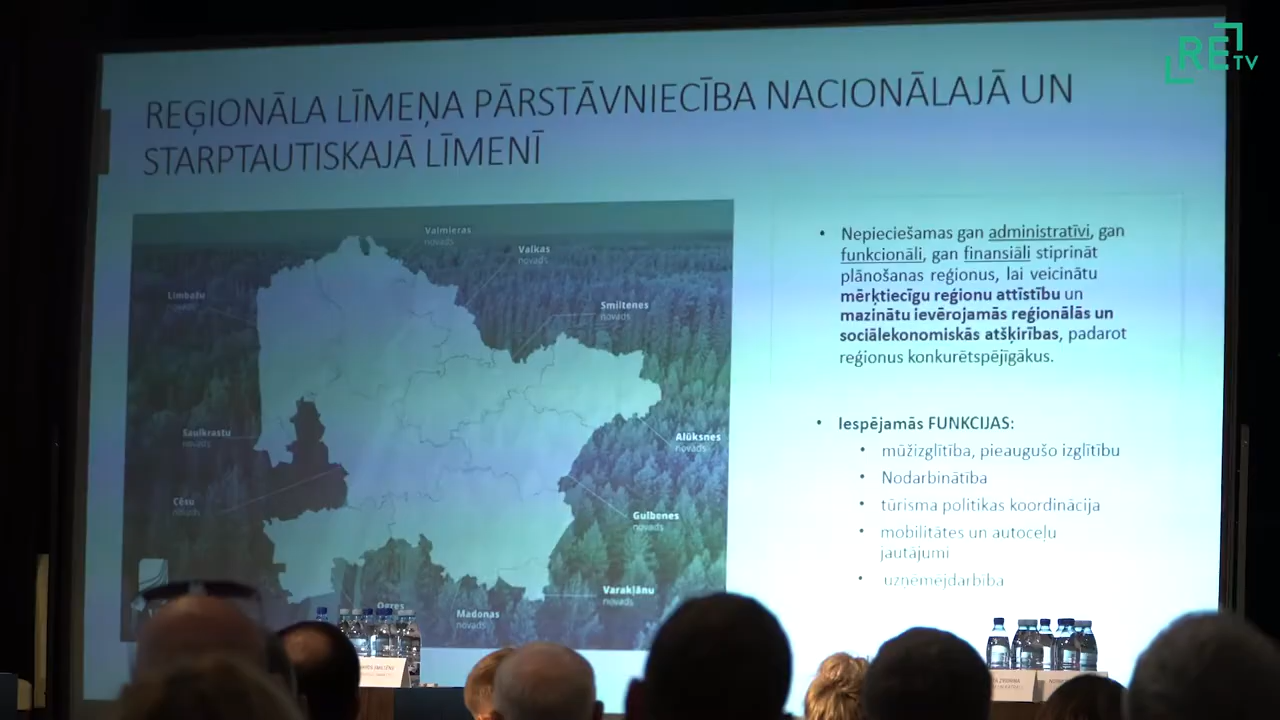 RE TV
REĢIONĀLA LĪMEŅA PĀRSTĀVNIECĪBA NACIONĀLAJĀ UN
STARPTAUTISKAJĀ LĪMENĪ
Valmieras
novads
Valkas
novads
Limbažu
novads
Smiltenes
novads
Saulkrastu
novads
Alūksnes
novads
Cēsu
novads
Gulbenes
novads
Varakļānu
novads
Ogres
Madonas
novads
• Nepieciešamas gan administratīvi, gan
funkcionāli, gan finansiāli stiprināt
plānošanas reģionus, lai veicinātu
mērķtiecīgu reģionu attīstību un
mazinātu ievērojamās reģionālās un
sociālekonomiskās atšķirības, padarot
reģionus konkurētspējīgākus.
• Iespējamās FUNKCIJAS:
• mūžizglītība, pieaugušo izglītību
• Nodarbinātība
• tūrisma politikas koordinācija
• mobilitātes un autoceļu
jautājumi
• uzņēmējdarbība